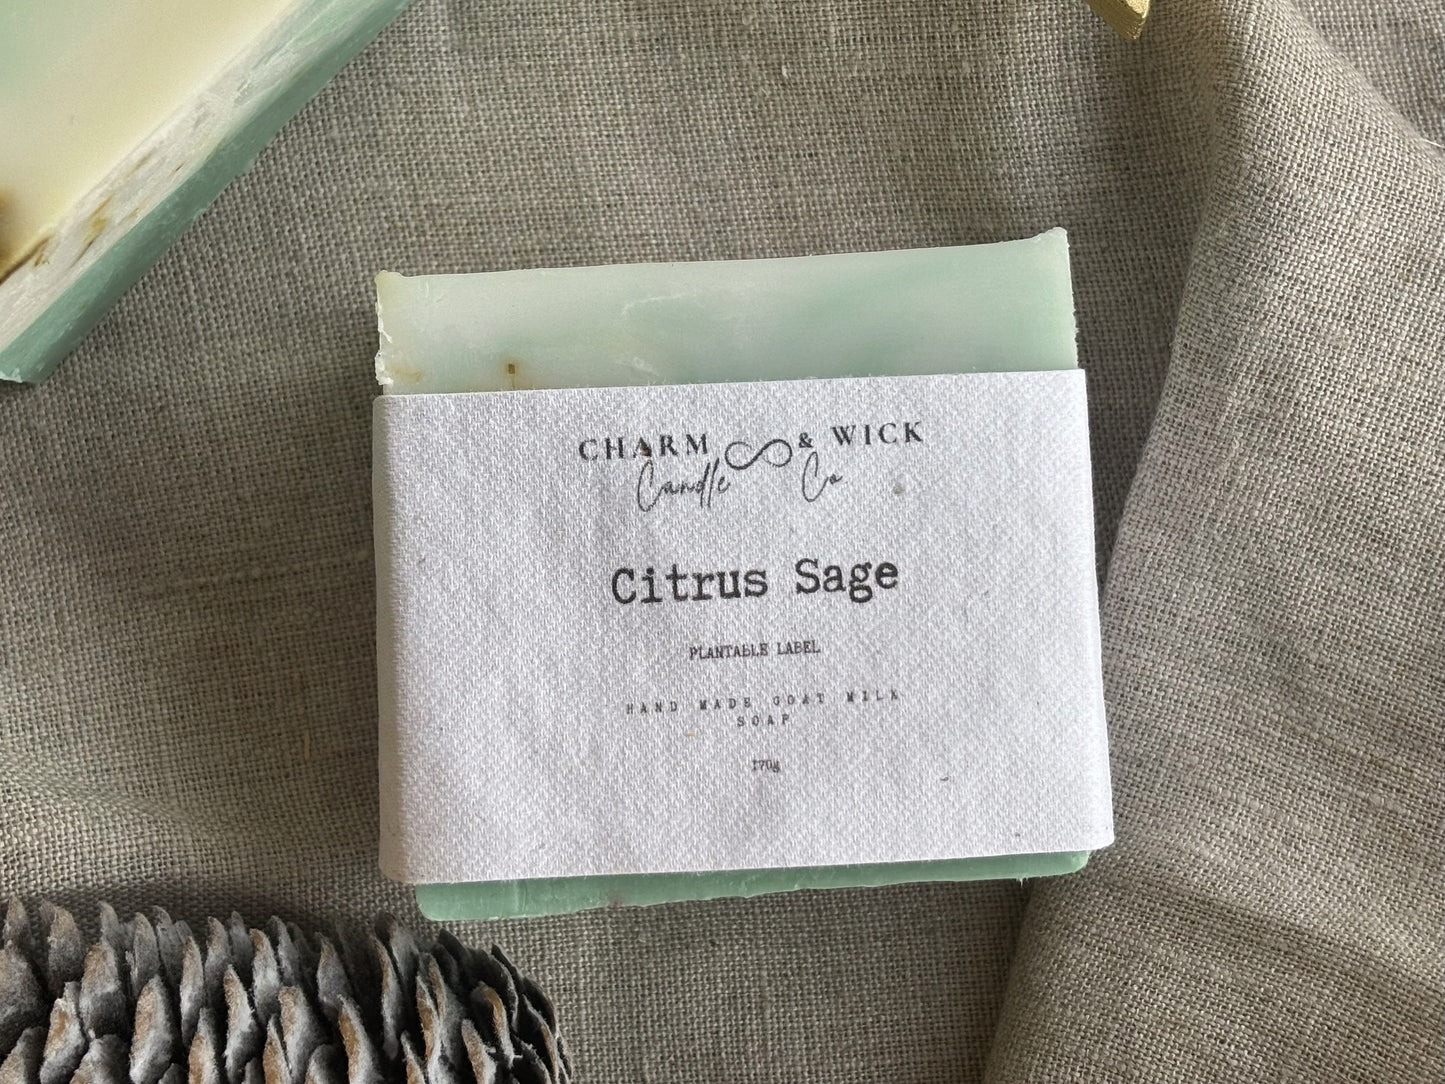 CHARM & WICK
Candle Co
Citrus Sage
PLANTABLE LABEL
HAND MADE GOAT MILK
SOAP
170g